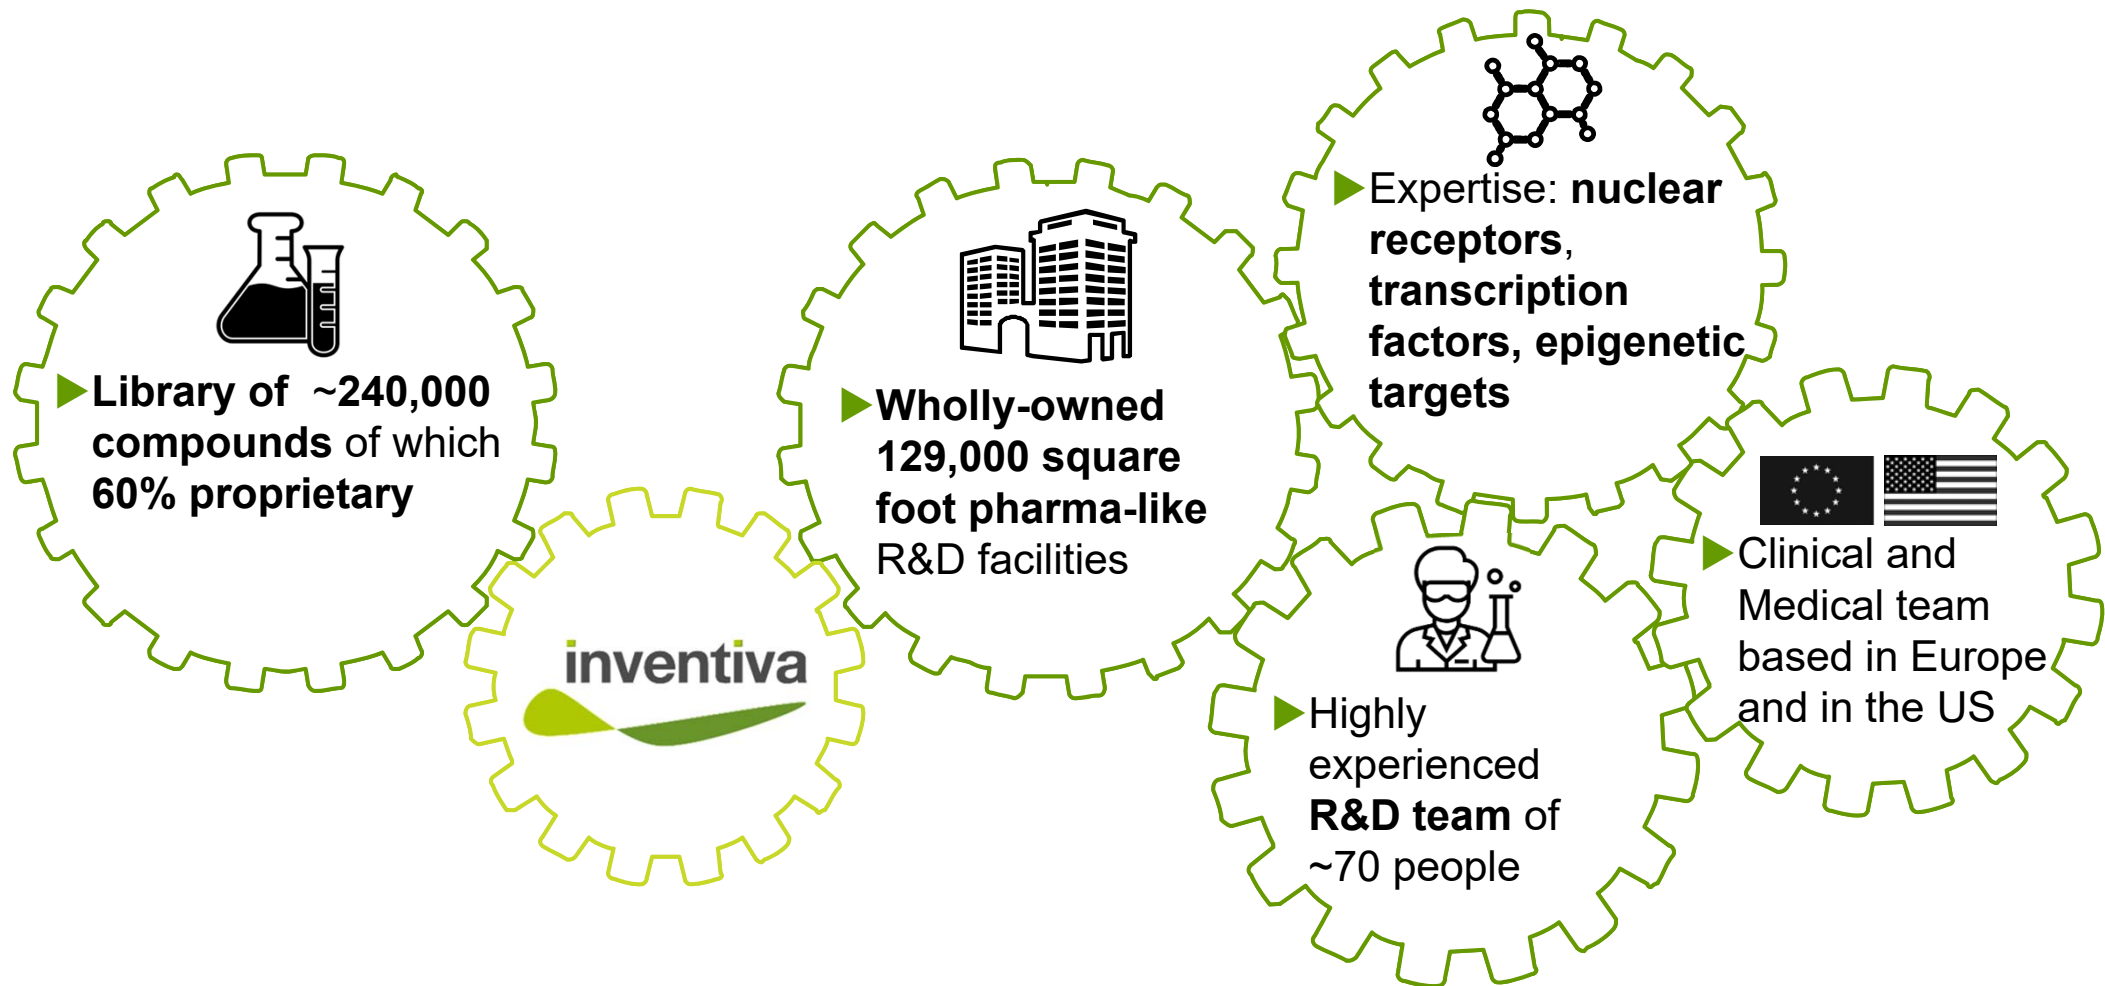 Library of ~240,000
compounds of which
60% proprietary
inventiva
Wholly-owned
129,000 square
foot pharma-like
R&D facilities
Expertise: nuclear
receptors,
transcription
factors, epigenetic
targets
Highly
experienced
R&D team of
~70 people
Clinical and
Medical team
based in Europe
and in the US